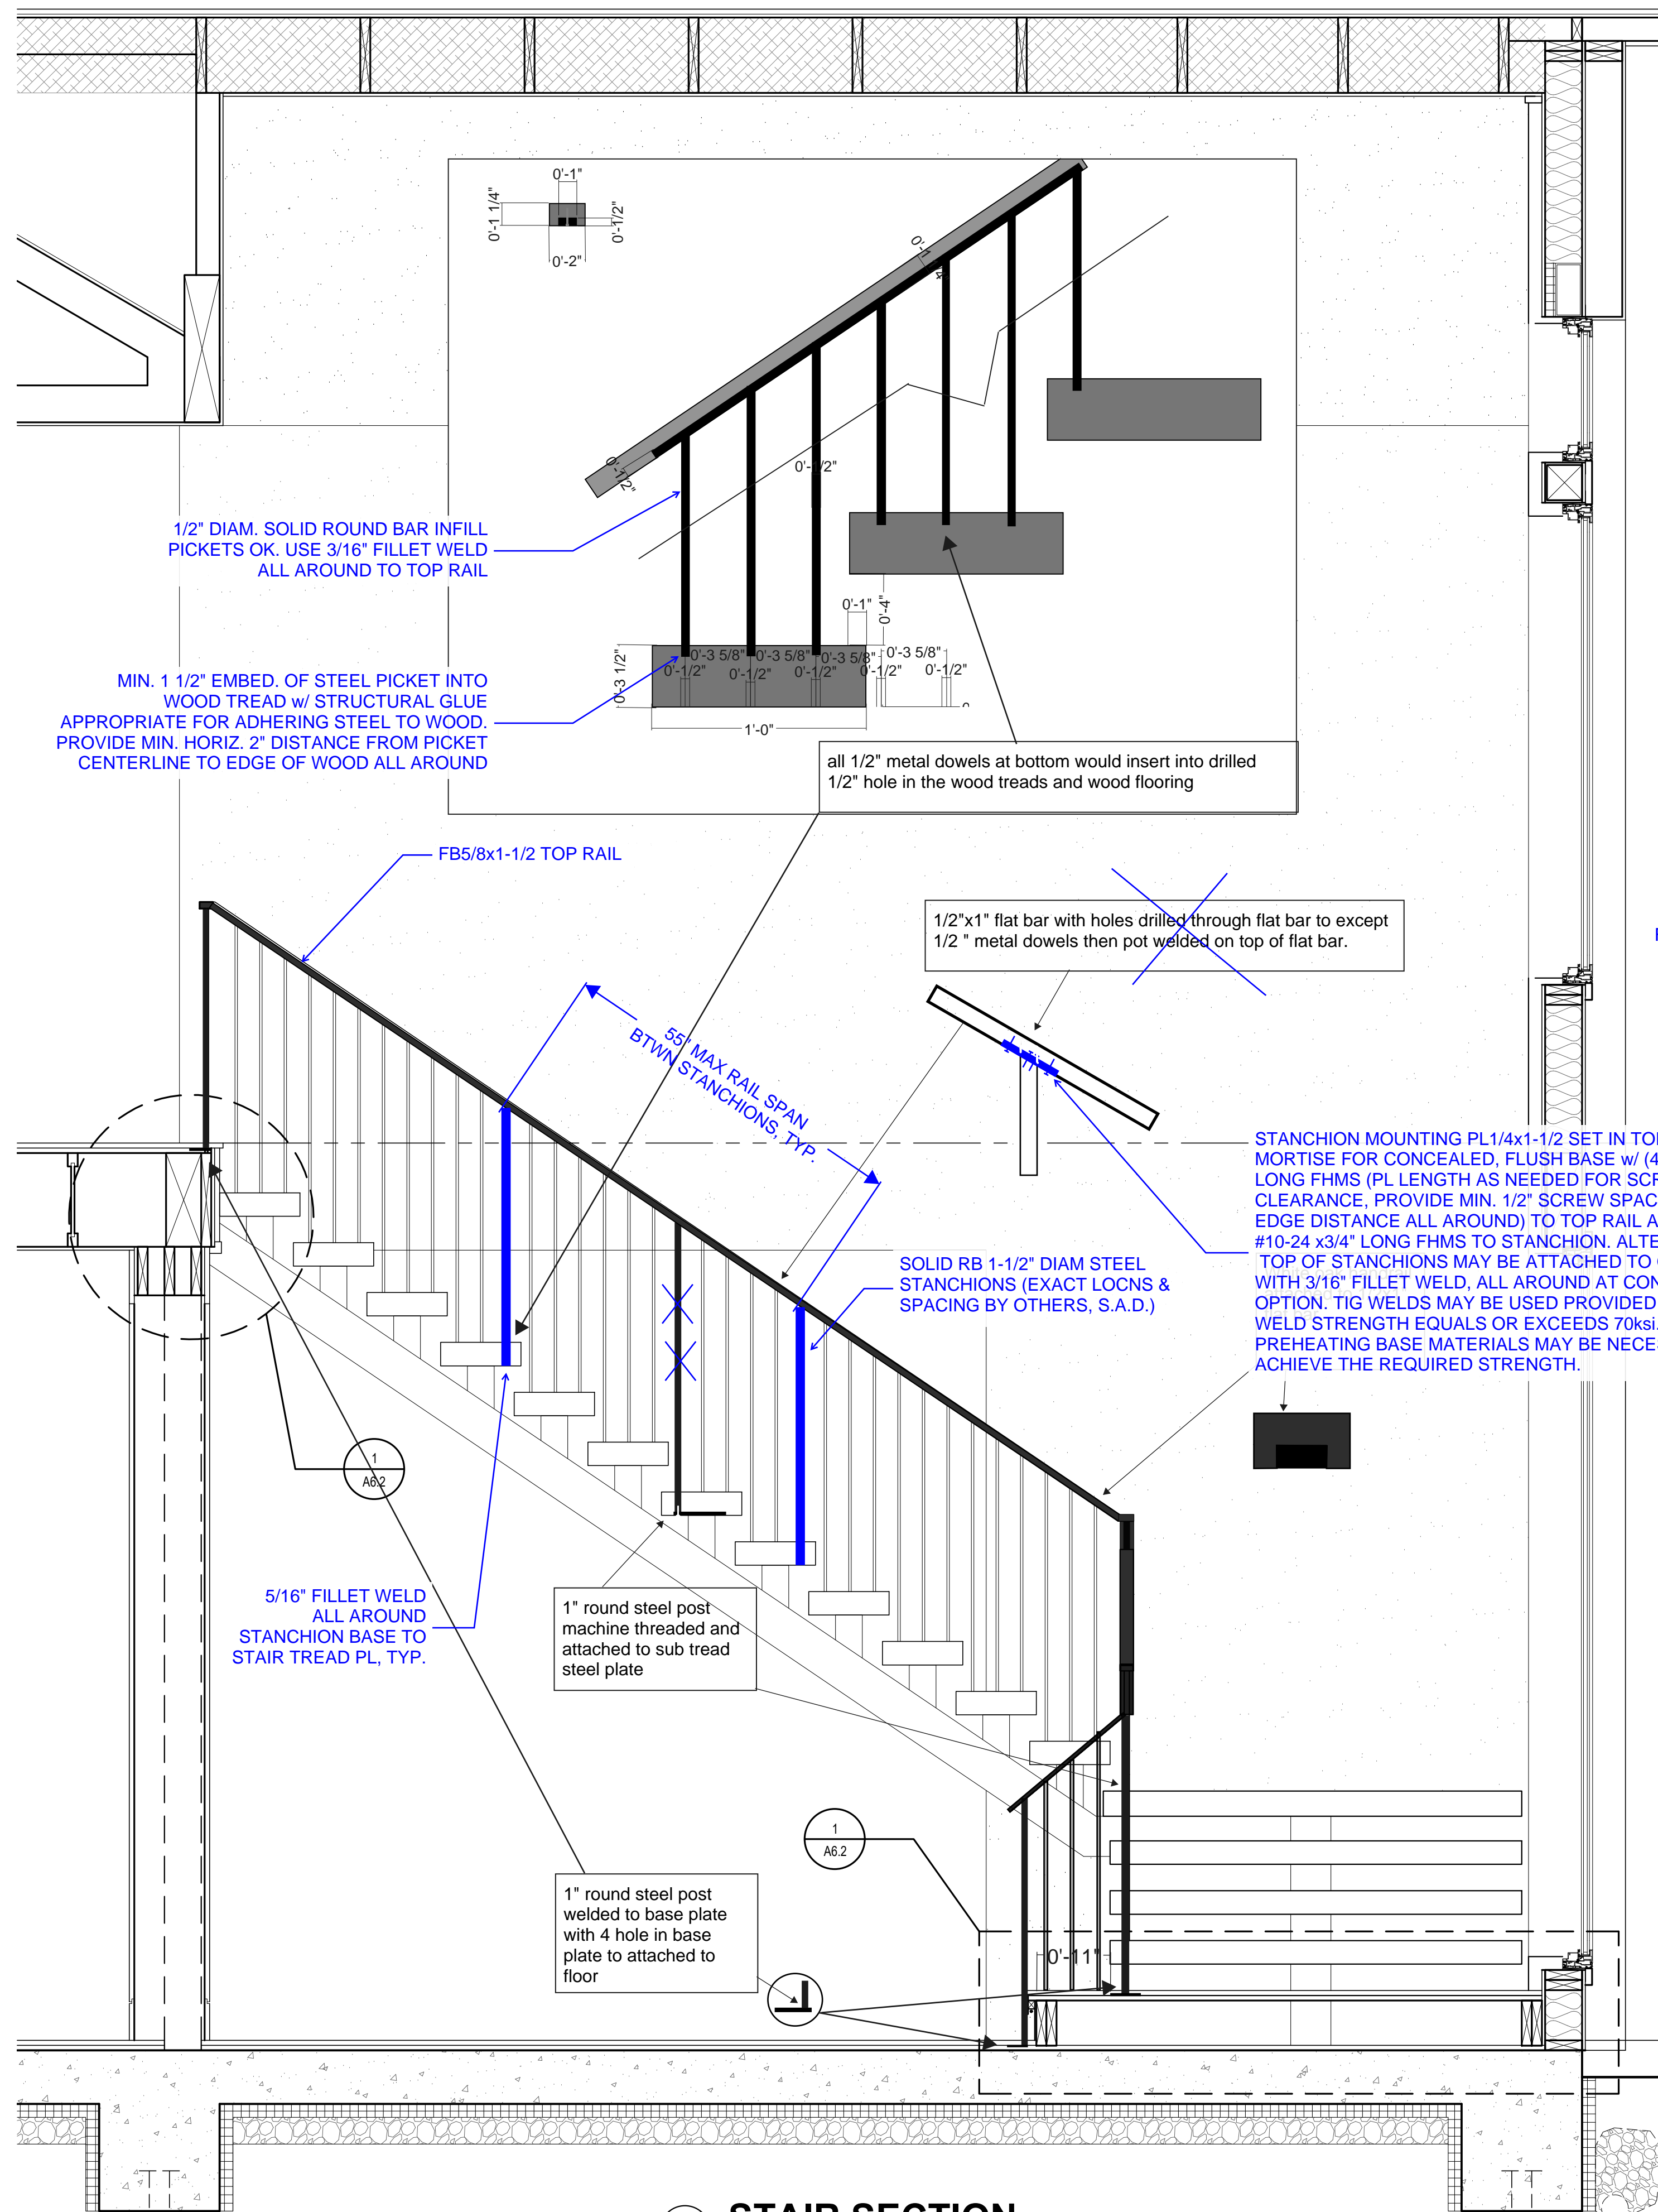 0'-1"
0'-1 1/4"
0'-1/2"
0'-2"
0'-1/2"
0'-1/2"
1/2" DIAM. SOLID ROUND BAR INFILL
PICKETS OK. USE 3/16" FILLET WELD
ALL AROUND TO TOP RAIL
0'-1"
0'-4"
0'-3 1/2"
0'-3 5/8"
0'-3 5/8"
0'-3 5/8"
0'-3 5/8"
0'-1/2"
0'-1/2"
0'-1/2"
0'-1/2"
0'-1/2"
1'-0"
MIN. 1 1/2" EMBED. OF STEEL PICKET INTO
WOOD TREAD w/ STRUCTURAL GLUE
APPROPRIATE FOR ADHERING STEEL TO WOOD.
PROVIDE MIN. HORIZ. 2" DISTANCE FROM PICKET
CENTERLINE TO EDGE OF WOOD ALL AROUND
all 1/2" metal dowels at bottom would insert into drilled
1/2" hole in the wood treads and wood flooring
FB5/8x1-1/2 TOP RAIL
1/2"x1" flat bar with holes drilled through flat bar to except
1/2 " metal dowels then pot welded on top of flat bar.
55" MAX RAIL SPAN
BTWN STANCHIONS, TYP.
STANCHION MOUNTING PL1/4x1-1/2 SET IN
MORTISE FOR CONCEALED, FLUSH BASE w/
LONG FHMS (PL LENGTH AS NEEDED FOR
CLEARANCE, PROVIDE MIN. 1/2" SCREW
EDGE DISTANCE ALL AROUND) TO TOP RAIL
#10-24 x3/4" LONG FHMS TO STANCHION.
TOP OF STANCHIONS MAY BE ATTACHED TO
WITH 3/16" FILLET WELD, ALL AROUND AT
OPTION. TIG WELDS MAY BE USED PROVIDED
WELD STRENGTH EQUALS OR EXCEEDS 70ksi.
PREHEATING BASE MATERIALS MAY BE
ACHIEVE THE REQUIRED STRENGTH.
SOLID RB 1-1/2" DIAM STEEL
STANCHIONS (EXACT LOCNS &
SPACING BY OTHERS, S.A.D.)
1
A6.2
5/16" FILLET WELD
ALL AROUND
STANCHION BASE TO
STAIR TREAD PL, TYP.
1" round steel post
machine threaded and
attached to sub tread
steel plate
1
A6.2
1" round steel post
welded to base plate
with 4 hole in base
plate to attached to
floor
0'-11"
STAIR SECTION